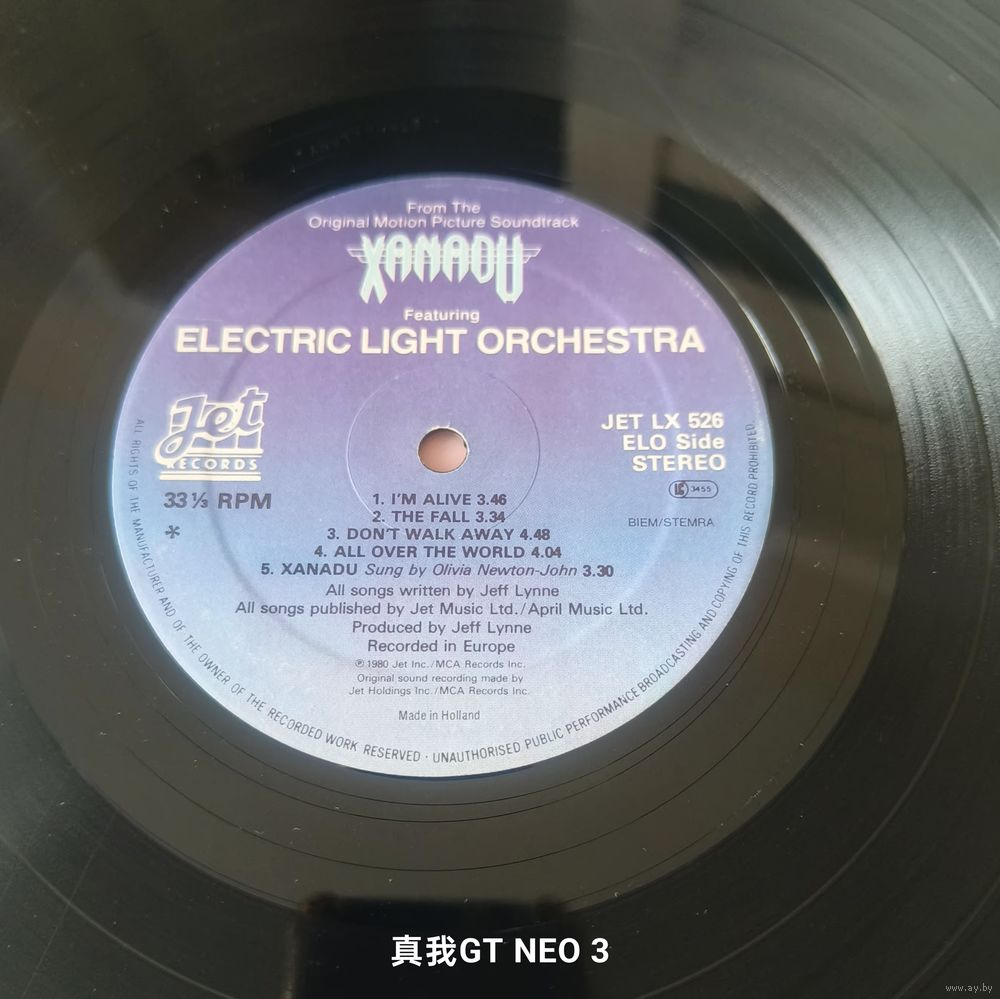 From The
Original Motion Picture Soundtrack
XANADU
Featuring
ELECTRIC LIGHT ORCHESTRA
Jet
RECORDS
33⅓ RPM
*
JET LX 526
ELO Side
STEREO
LC 3455
BIEM/STEMRA
1. I'M ALIVE 3.46
2. THE FALL 3.34
3. DON'T WALK AWAY 4.48
4. ALL OVER THE WORLD 4.04
5. XANADU Sung by Olivia Newton-John 3.30
All songs written by Jeff Lynne
All songs published by Jet Music Ltd./April Music Ltd.
Produced by Jeff Lynne
Recorded in Europe
℗ 1980 Jet Inc./MCA Records Inc.
Original sound recording made by
Jet Holdings Inc./MCA Records Inc.
Made in Holland
ALL RIGHTS OF THE MANUFACTURER AND OF THE OWNER OF THE RECORDED WORK RESERVED · UNAUTHORISED PUBLIC PERFORMANCE BROADCASTING AND COPYING OF THIS RECORD PROHIBITED
真我GT NEO 3
www.ay.by